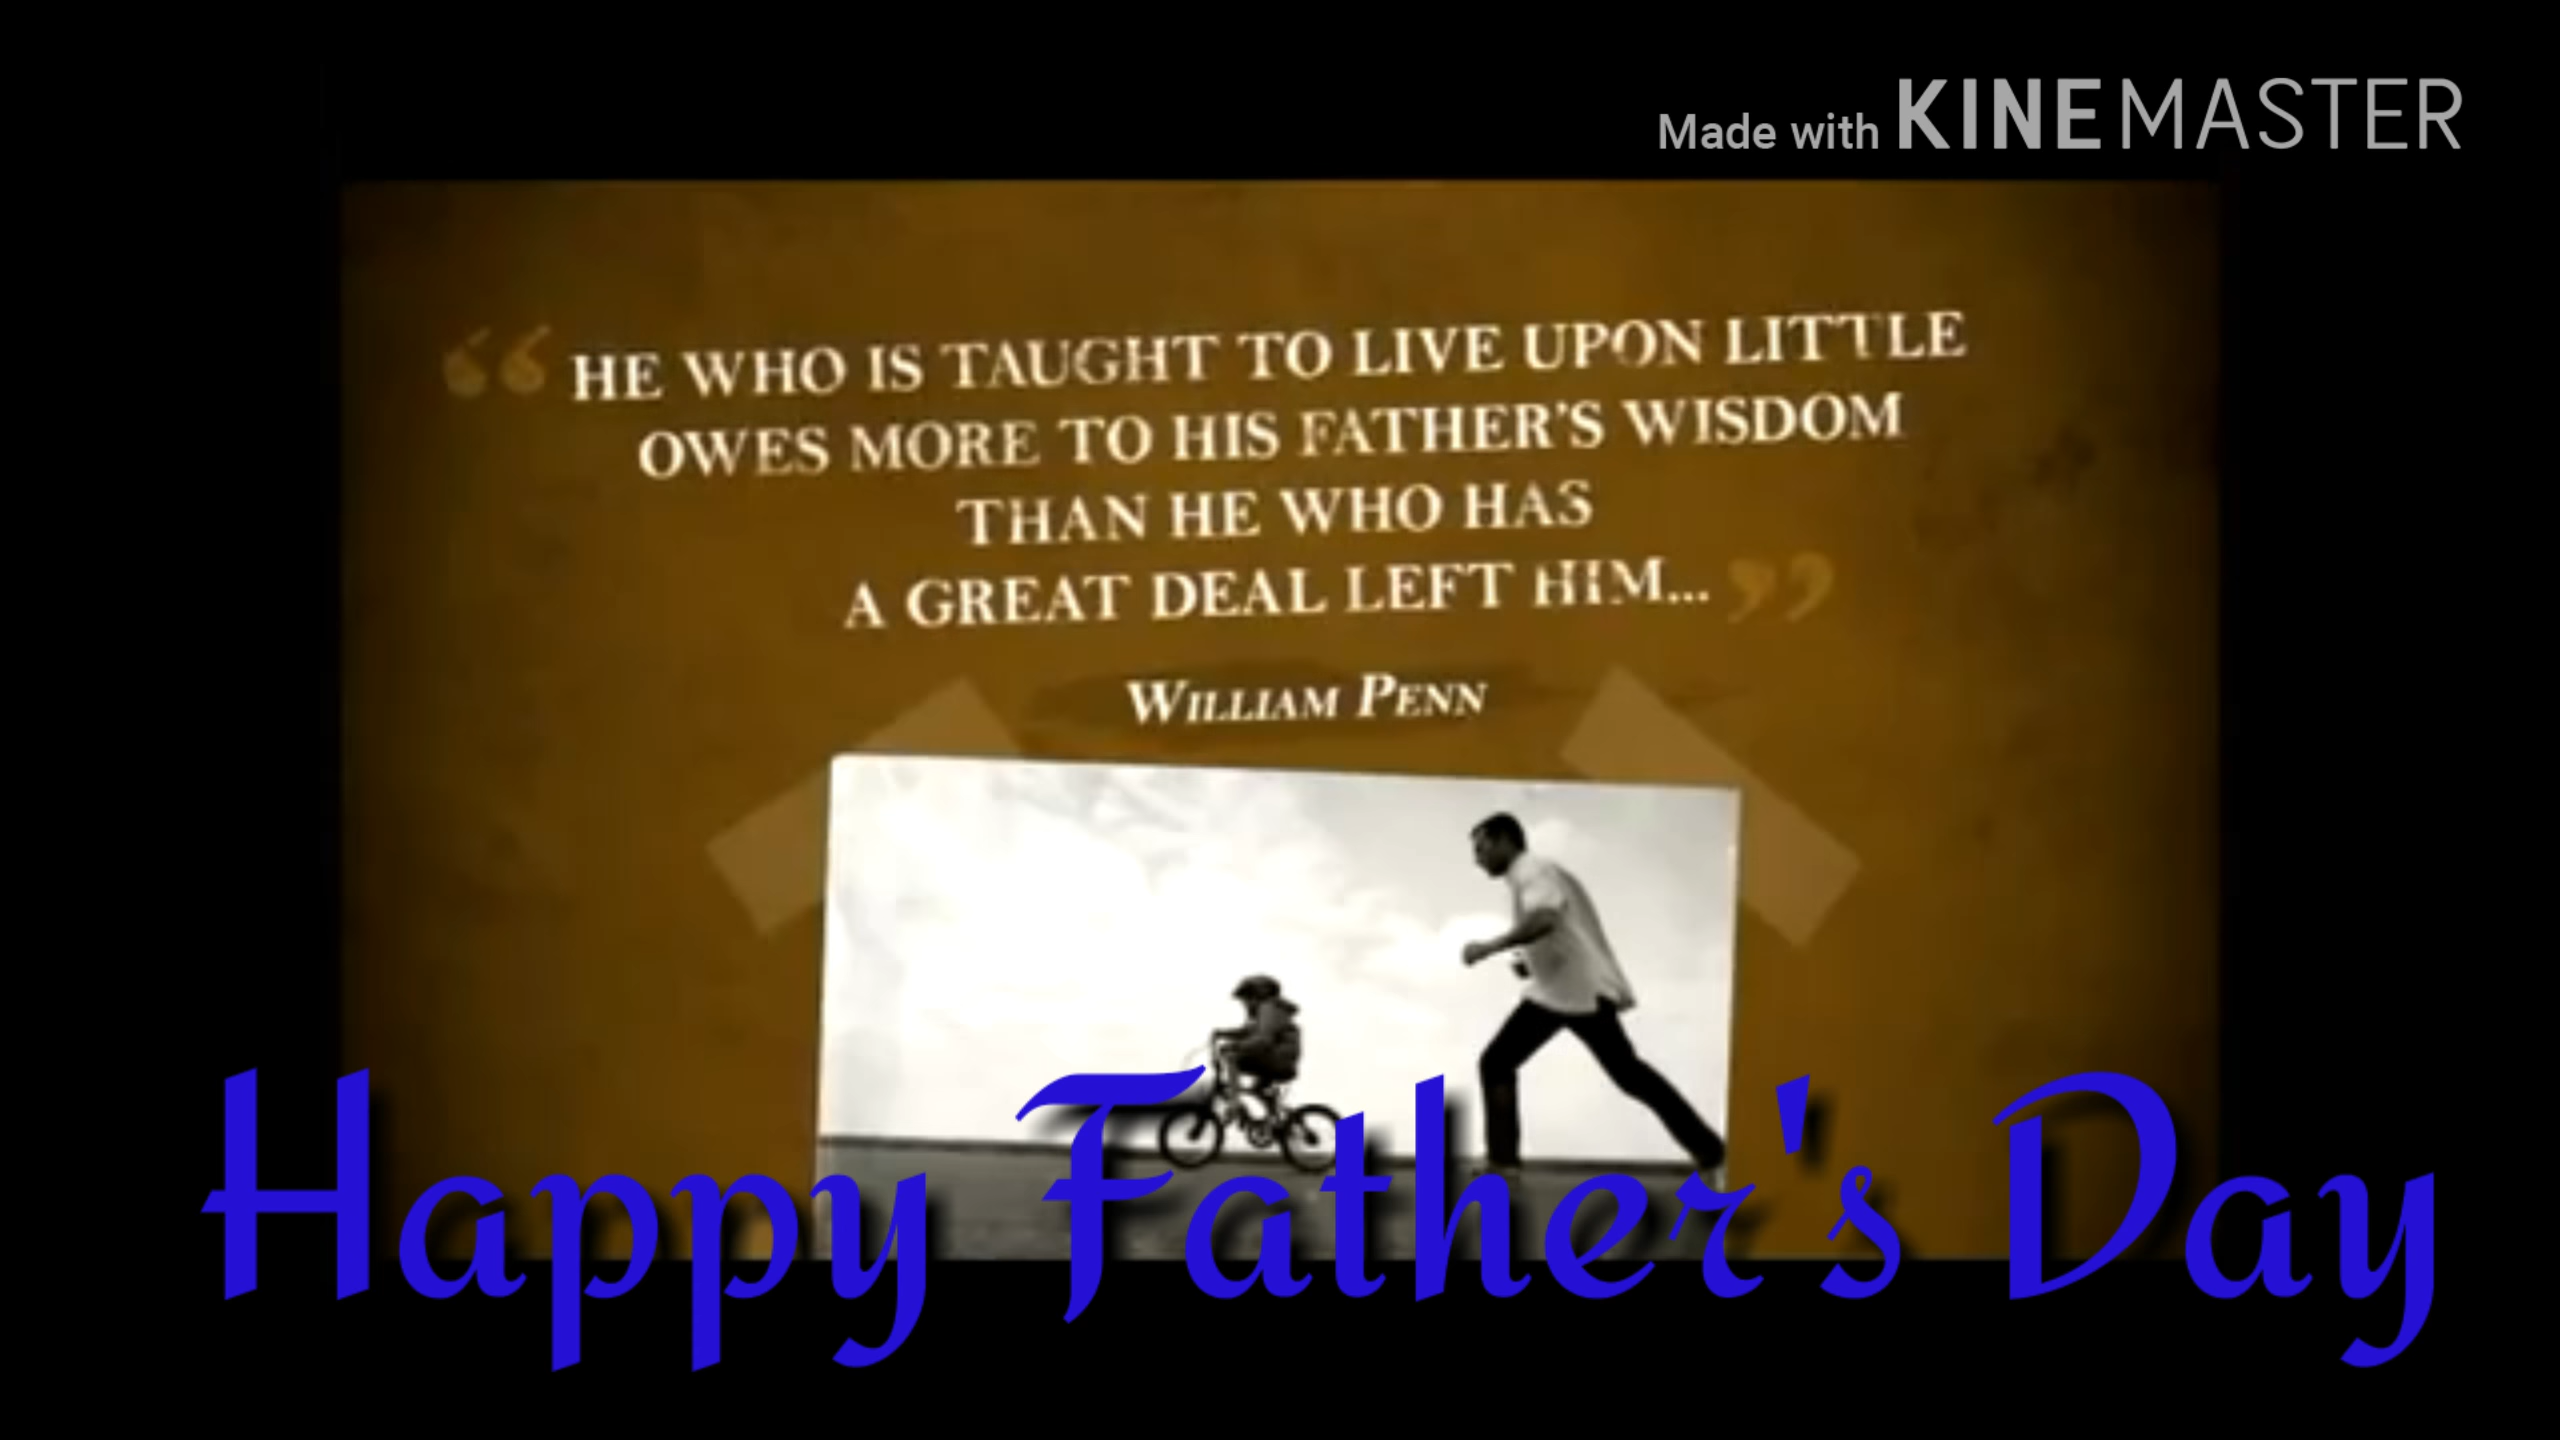 Made with KINEMASTER
“ HE WHO IS TAUGHT TO LIVE UPON LITTLE
OWES MORE TO HIS FATHER'S WISDOM
THAN HE WHO HAS
A GREAT DEAL LEFT HIM... ”
WILLIAM PENN
Happy Father's Day